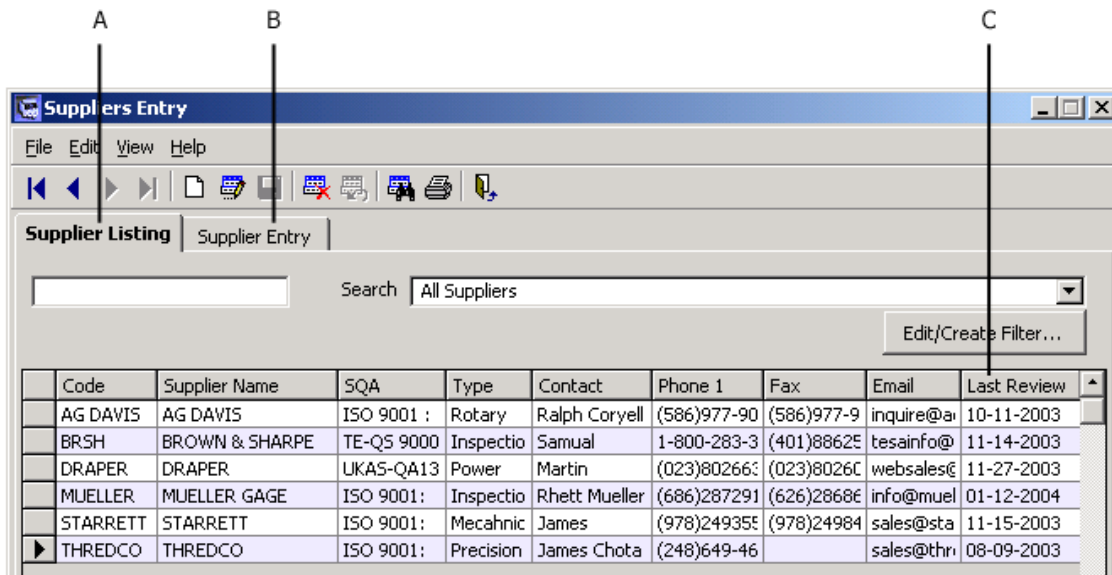 A B C
Suppliers Entry
File Edit View Help
Supplier Listing Supplier Entry
Search All Suppliers
Edit/Create Filter...
Code Supplier Name SQA Type Contact Phone 1 Fax Email Last Review
AG DAVIS AG DAVIS ISO 9001 : Rotary Ralph Coryell (586)977-90 (586)977-9 inquire@a 10-11-2003
BRSH BROWN & SHARPE TE-QS 9000 Inspectio Samual 1-800-283-3 (401)88625 tesainfo@ 11-14-2003
DRAPER DRAPER UKAS-QA13 Power Martin (023)80266 (023)8026 websales 11-27-2003
MUELLER MUELLER GAGE ISO 9001: Inspectio Rhett Mueller (686)287291 (626)28686 info@muel 01-12-2004
STARRETT STARRETT ISO 9001: Mecahnic James (978)24935 (978)24984 sales@sta 11-15-2003
THREDCO THREDCO ISO 9001: Precision James Chota (248)649-46 sales@thr 08-09-2003